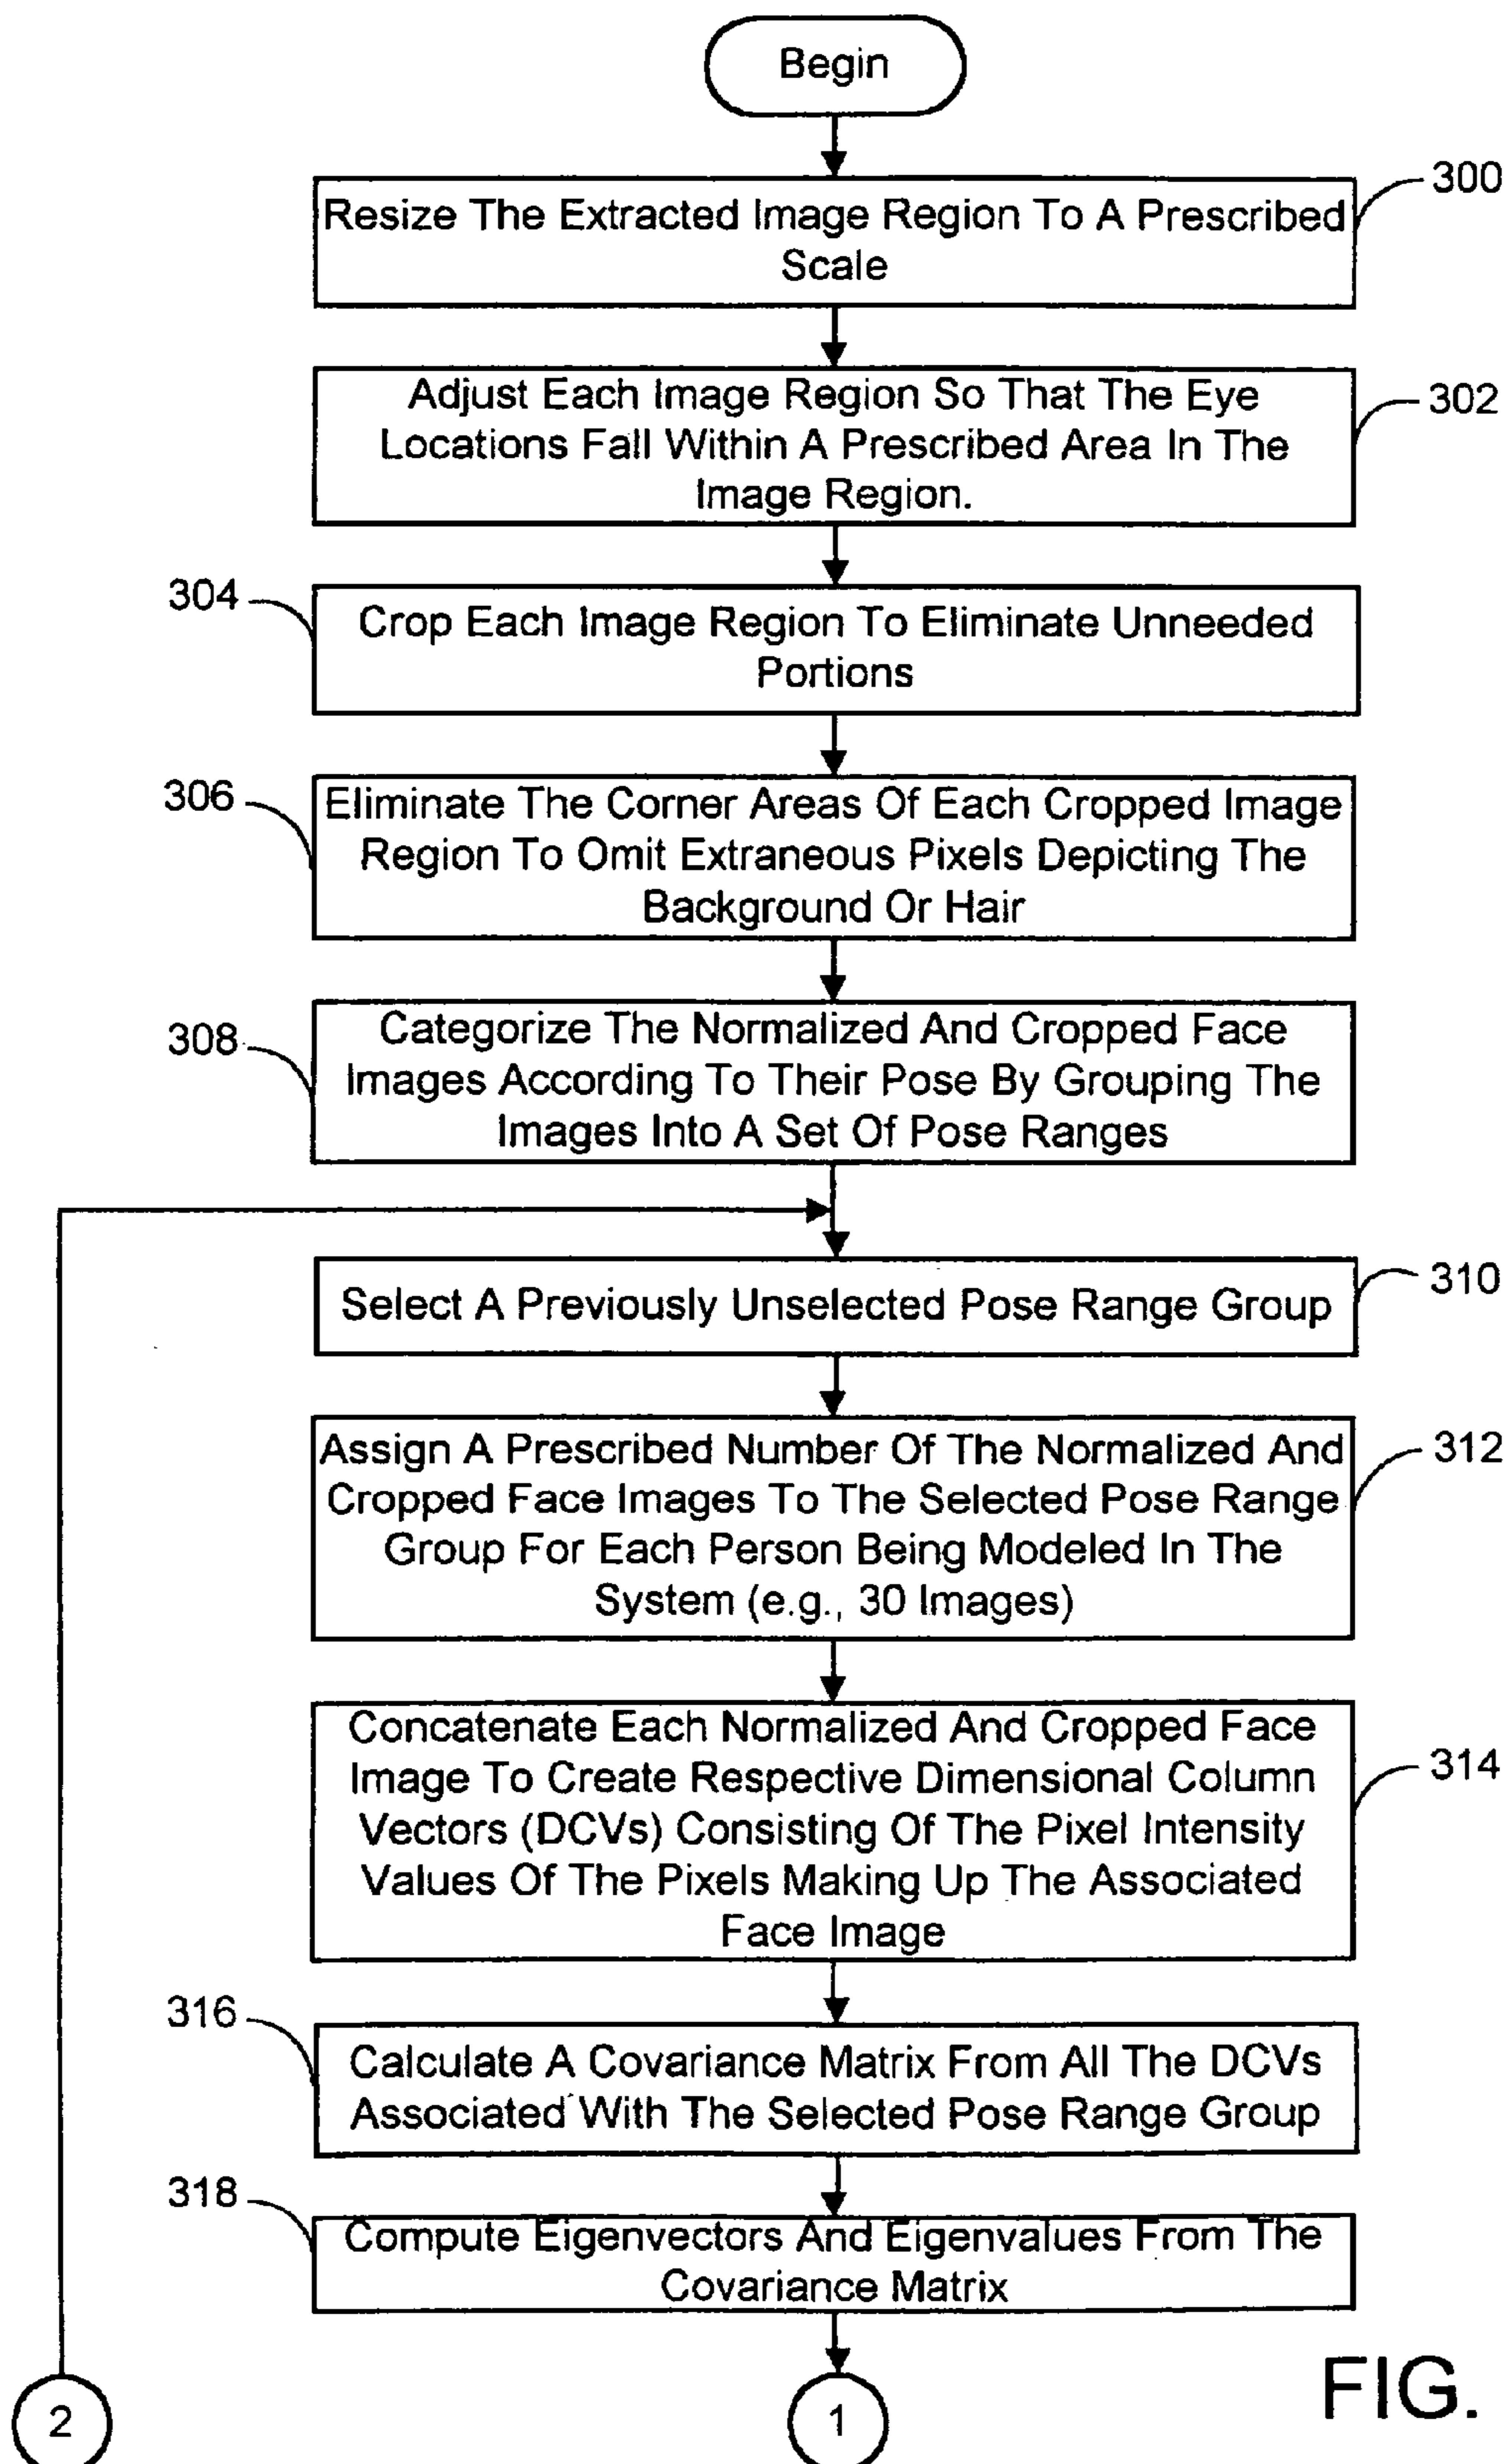 Begin
300
Resize The Extracted Image Region To A Prescribed
Scale
302
Adjust Each Image Region So That The Eye
Locations Fall Within A Prescribed Area In The
Image Region.
304
Crop Each Image Region To Eliminate Unneeded
Portions
306
Eliminate The Corner Areas Of Each Cropped Image
Region To Omit Extraneous Pixels Depicting The
Background Or Hair
308
Categorize The Normalized And Cropped Face
Images According To Their Pose By Grouping The
Images Into A Set Of Pose Ranges
310
Select A Previously Unselected Pose Range Group
312
Assign A Prescribed Number Of The Normalized And
Cropped Face Images To The Selected Pose Range
Group For Each Person Being Modeled In The
System (e.g., 30 Images)
314
Concatenate Each Normalized And Cropped Face
Image To Create Respective Dimensional Column
Vectors (DCVs) Consisting Of The Pixel Intensity
Values Of The Pixels Making Up The Associated
Face Image
316
Calculate A Covariance Matrix From All The DCVs
Associated With The Selected Pose Range Group
318
Compute Eigenvectors And Eigenvalues From The
Covariance Matrix
2
1
FIG.